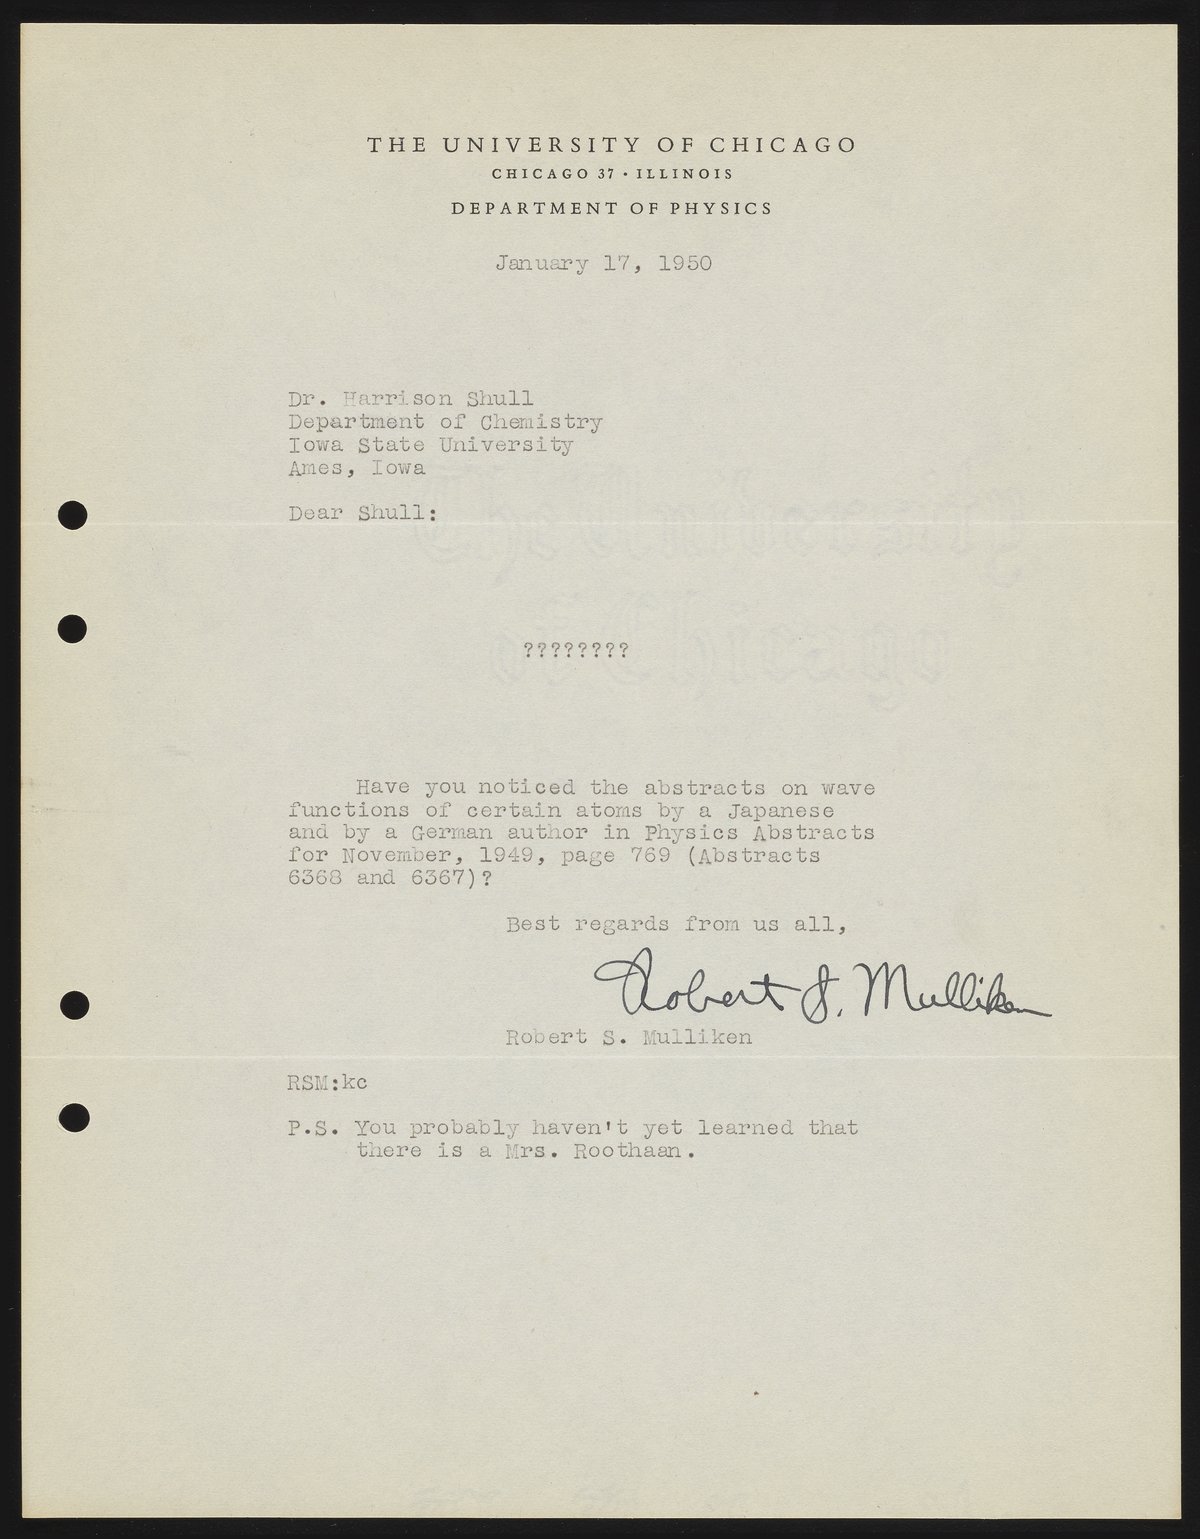 THE UNIVERSITY OF CHICAGO
CHICAGO 37 · ILLINOIS
DEPARTMENT OF PHYSICS
January 17, 1950
Dr. Harrison Shull
Department of Chemistry
Iowa State University
Ames, Iowa
Dear Shull:
????????
Have you noticed the abstracts on wave
functions of certain atoms by a Japanese
and by a German author in Physics Abstracts
for November, 1949, page 769 (Abstracts
6368 and 6367)?
Best regards from us all,
Robert S. Mulliken
Robert S. Mulliken
RSM:kc
P.S. You probably haven't yet learned that
there is a Mrs. Roothaan.
The University
of Chicago